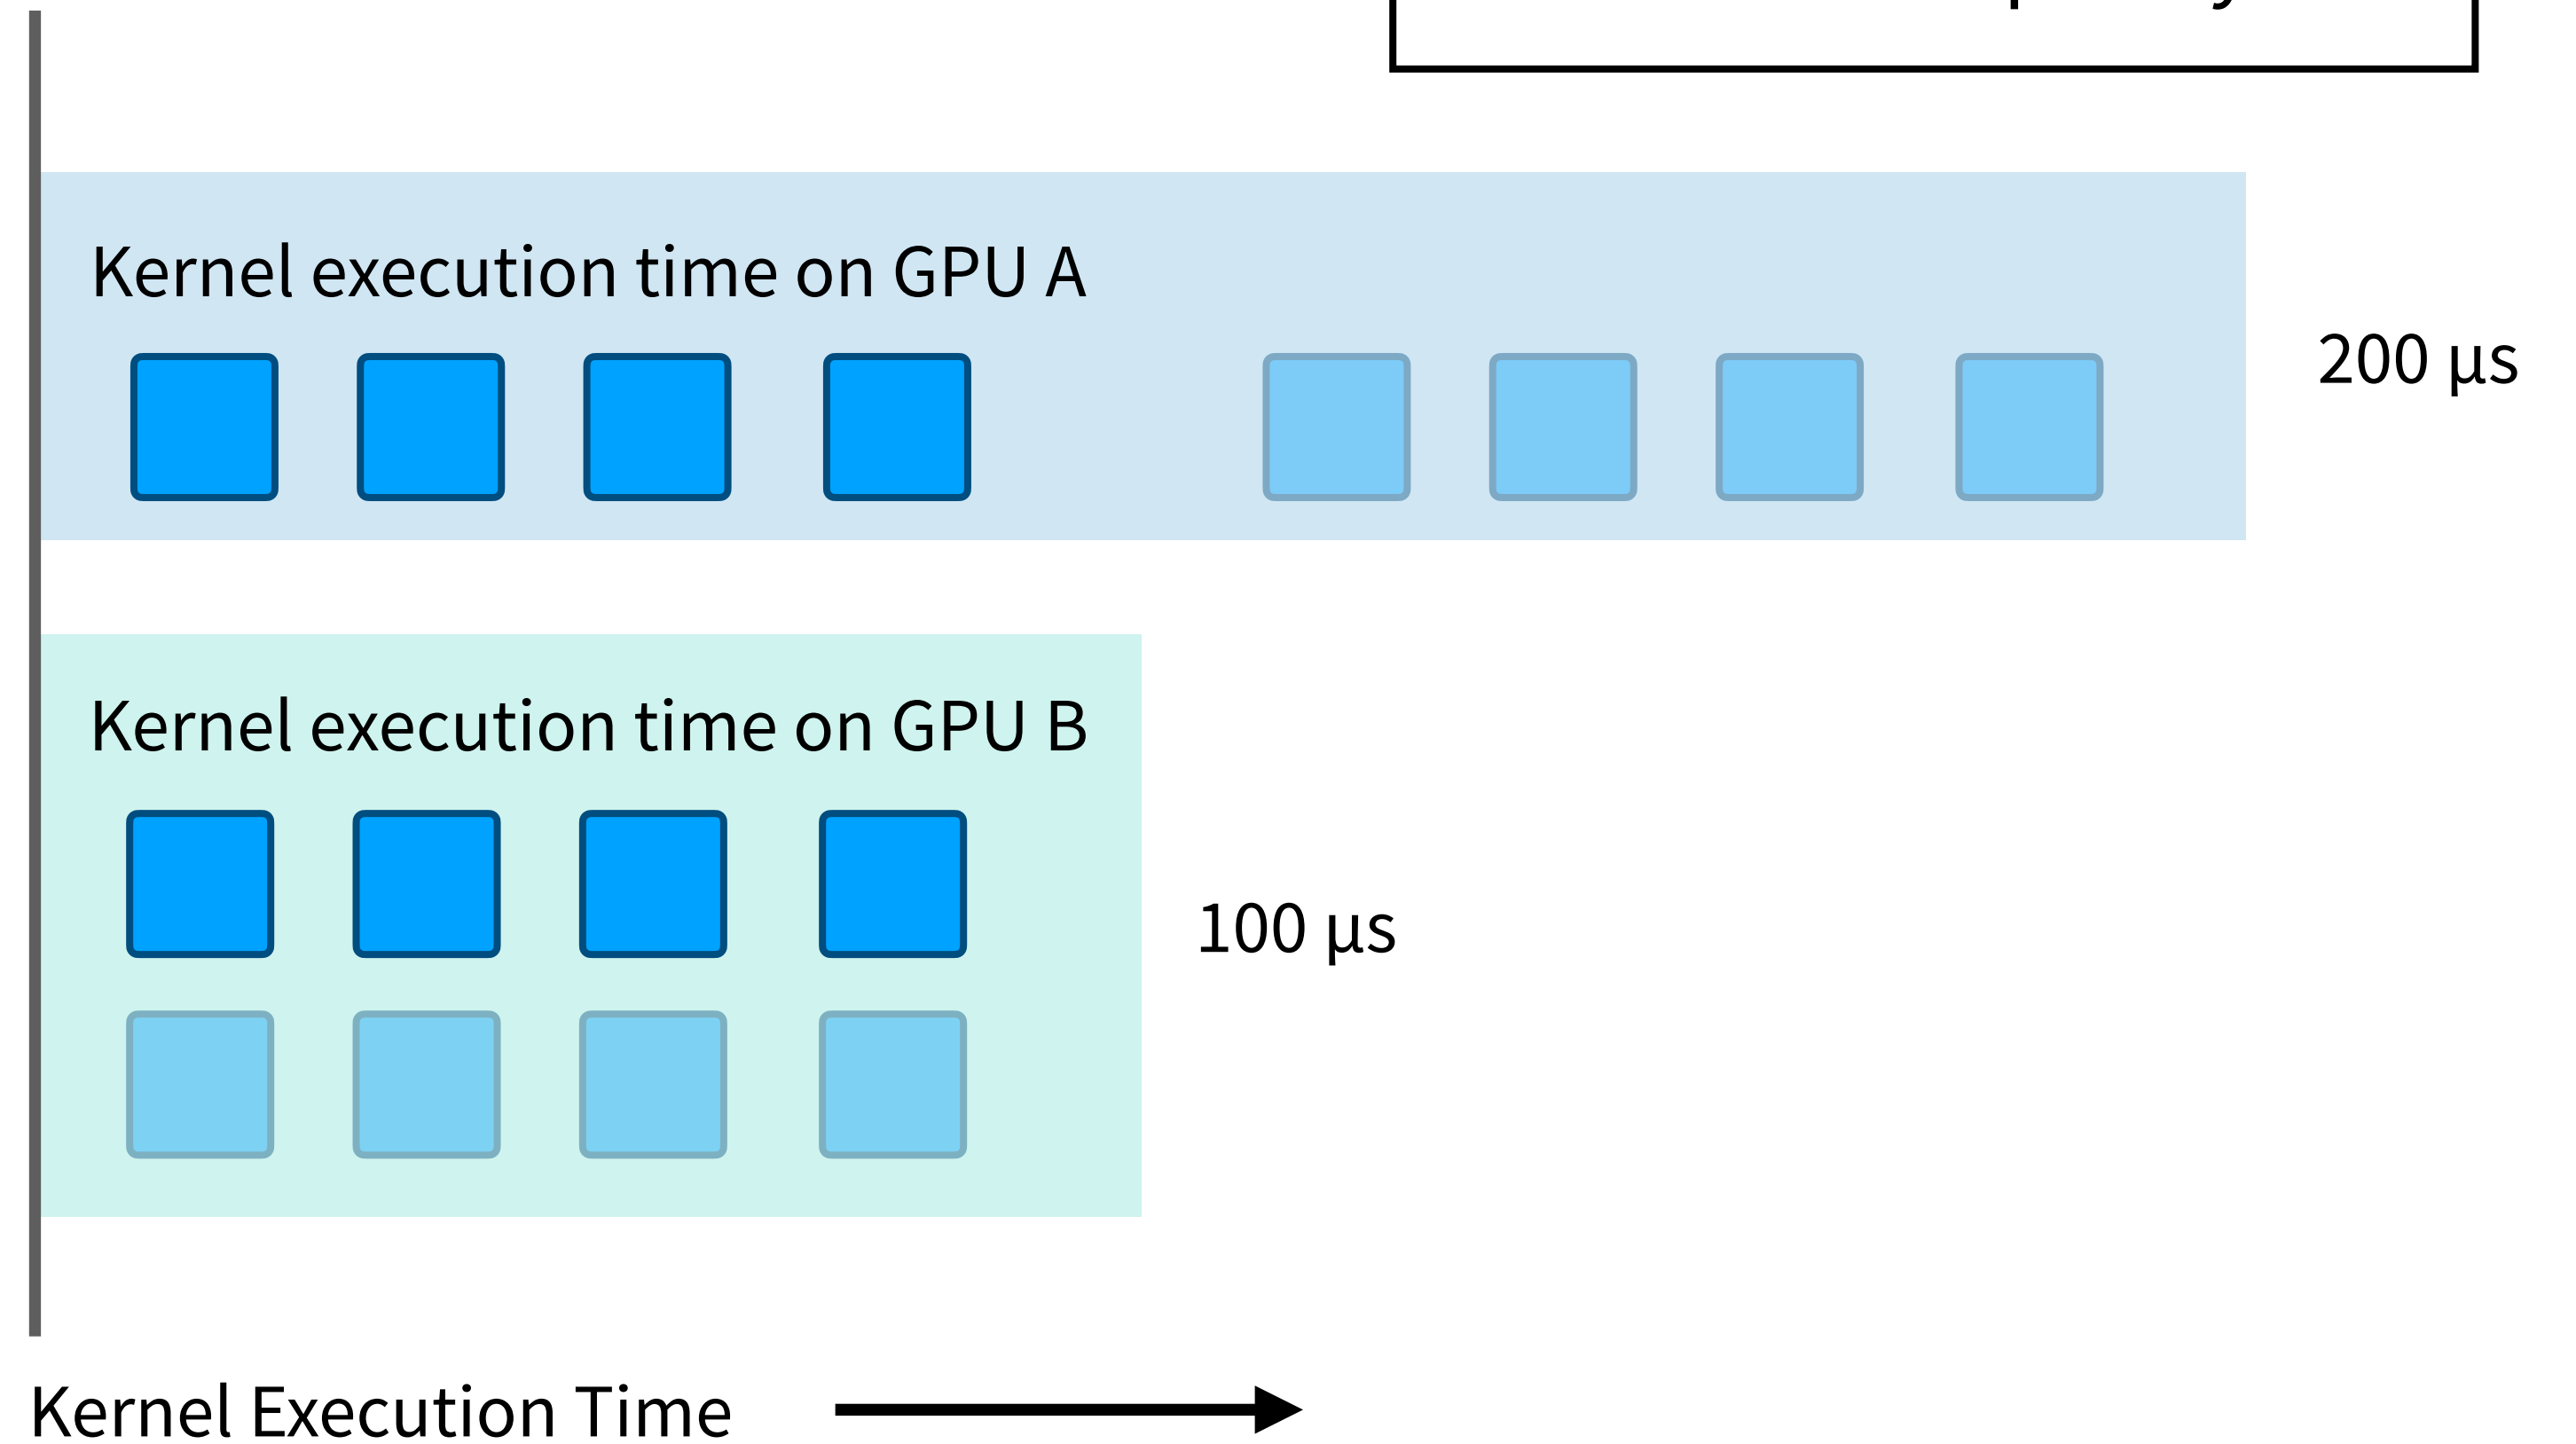 Kernel execution time on GPU A
200 µs
Kernel execution time on GPU B
100 µs
Kernel Execution Time